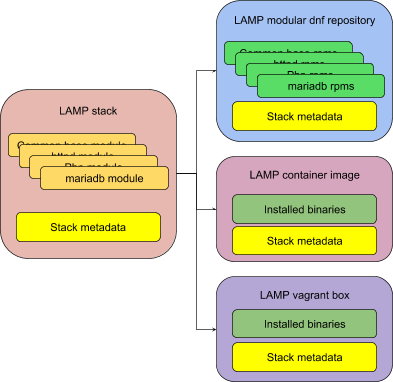 LAMP stack
Common base module
httpd module
Php module
mariadb module
Stack metadata
LAMP modular dnf repository
Common base rpms
httpd rpms
Php rpms
mariadb rpms
Stack metadata
LAMP container image
Installed binaries
Stack metadata
LAMP vagrant box
Installed binaries
Stack metadata